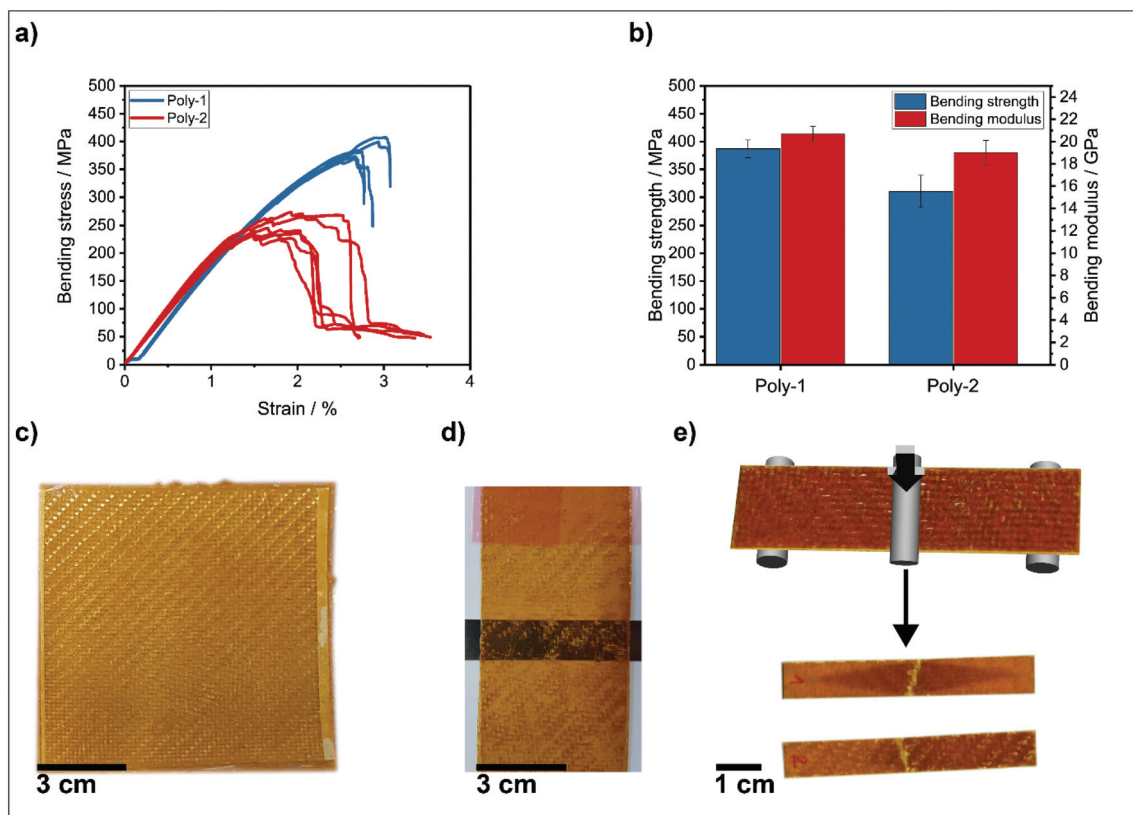 a)
Bending stress / MPa
500
450
400
350
300
250
200
150
100
50
0
0
1
2
3
4
Strain / %
Poly-1
Poly-2
b)
Bending strength / MPa
500
450
400
350
300
250
200
150
100
50
0
Poly-1
Poly-2
Bending strength
Bending modulus
24
22
20
18
16
14
12
10
8
6
4
2
0
Bending modulus / GPa
c)
3 cm
d)
3 cm
e)
1
2
1 cm